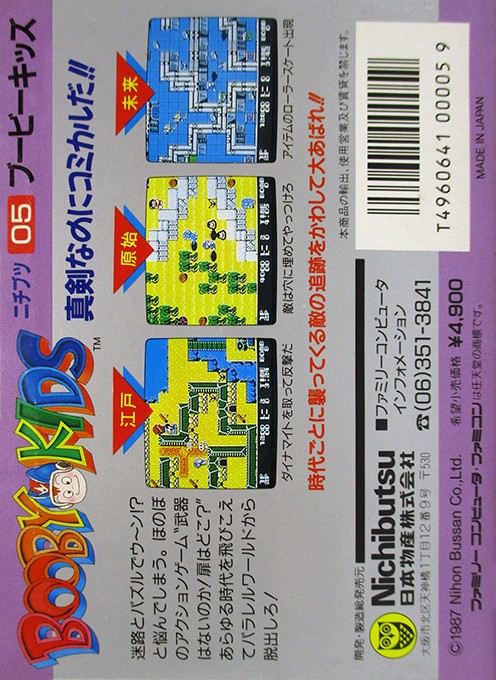 ニチブツ 05 ブービーキッズ
BOOBY KIDS™
真剣なのにコミカルだ!!
迷路とパズルでウ〜ン!?
と悩んでしまう。ほのぼ
のアクションゲーム"武器
はないのか!扉はどこ?"
あらゆる時代を飛びこえ
てパラレルワールドから
脱出しろ!
江戸
ダイナマイトを取って反撃だ
原始
敵は穴に埋めてやっつけろ
未来
アイテムのローラースケート出現
時代ごとに襲ってくる敵の追跡をかわして大あばれ!!
開発・製造総発売元
Nichibutsu
日本物産株式会社
大阪市北区天神橋1丁目12番9号 〒530
■ファミリーコンピュータ
インフォメーション
☎(06)351-3841
©1987 Nihon Bussan Co.,Ltd.
希望小売価格 ¥4,900
ファミリーコンピュータ ファミコンは任天堂の商標です。
本商品の輸出、使用営業及び賃貸を禁じます。
T4960641 000005 9
MADE IN JAPAN